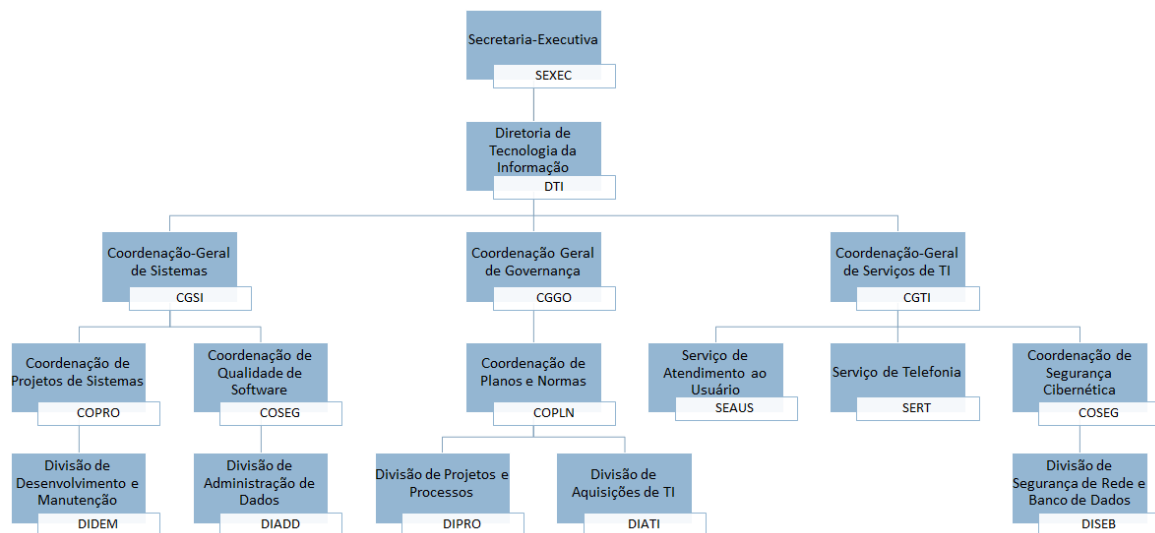 Secretaria-Executiva
SEXEC
Diretoria de
Tecnologia da
Informação
DTI
Coordenação-Geral
de Sistemas
CGSI
Coordenação Geral
de Governança
CGGO
Coordenação-Geral
de Serviços de TI
CGTI
Coordenação de
Projetos de Sistemas
COPRO
Coordenação de
Qualidade de
Software
COSEG
Coordenação de
Planos e Normas
COPLN
Serviço de
Atendimento ao
Usuário
SEAUS
Serviço de Telefonia
SERT
Coordenação de
Segurança
Cibernética
COSEG
Divisão de
Desenvolvimento e
Manutenção
DIDEM
Divisão de
Administração de
Dados
DIADD
Divisão de Projetos e
Processos
DIPRO
Divisão de
Aquisições de TI
DIATI
Divisão de
Segurança de Rede e
Banco de Dados
DISEB